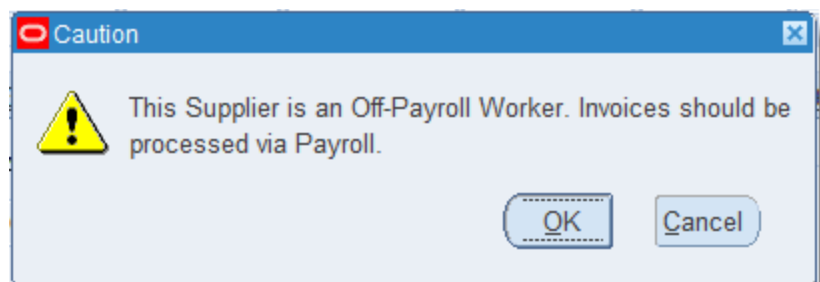 Caution
This Supplier is an Off-Payroll Worker. Invoices should be
processed via Payroll.
OK Cancel